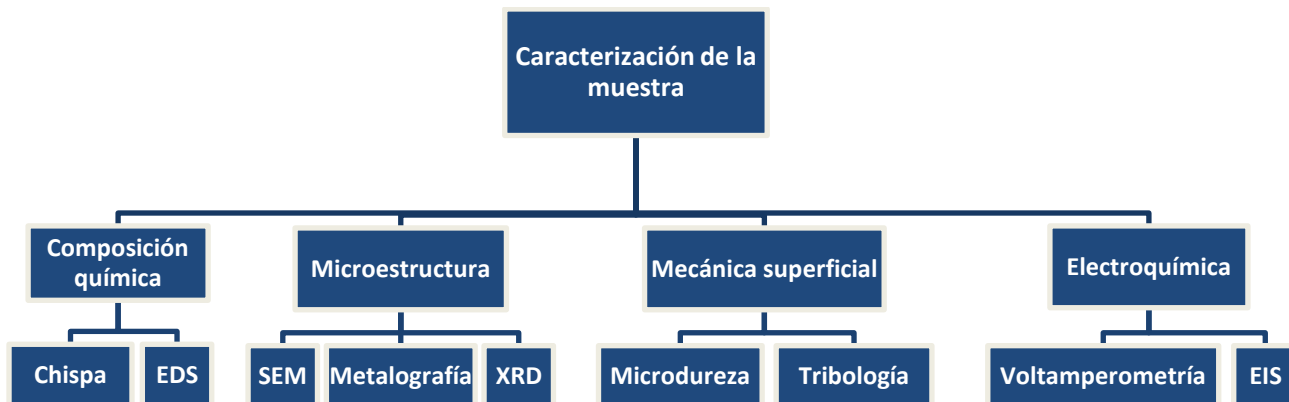 Caracterización de la
muestra
Composición
química
Microestructura
Mecánica superficial
Electroquímica
Chispa
EDS
SEM
Metalografía
XRD
Microdureza
Tribología
Voltamperometría
EIS